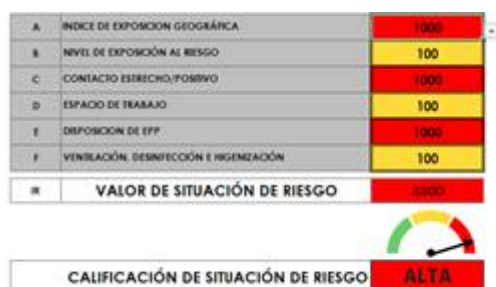 A INDICE DE EXPOSICION GEOGRÁFICA 1000
B NIVEL DE EXPOSICIÓN AL RIESGO 100
C CONTACTO ESTRECHO/POSITIVO 1000
D ESPACIO DE TRABAJO 100
E DISPOSICION DE EPP 1000
F VENTILACIÓN, DESINFECCIÓN E HIGENIZACIÓN 100
IR VALOR DE SITUACIÓN DE RIESGO 3300
CALIFICACIÓN DE SITUACIÓN DE RIESGO ALTA